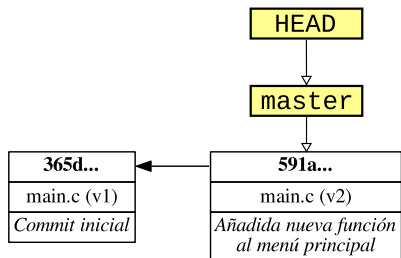 HEAD
master
365d...
main.c (v1)
Commit inicial
591a...
main.c (v2)
Añadida nueva función
al menú principal